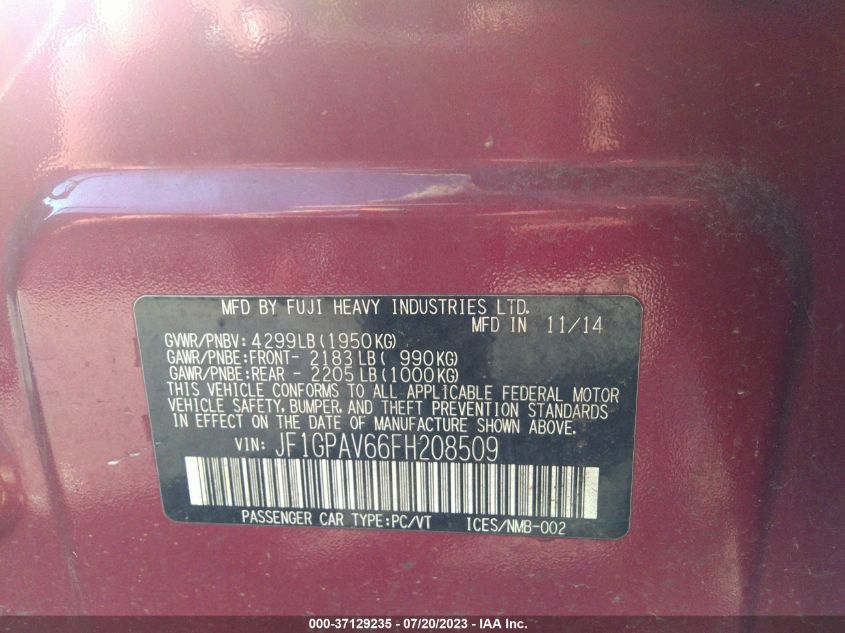 MFD BY FUJI HEAVY INDUSTRIES LTD.
MFD IN 11/14
GVWR/PNBV: 4299LB(1950KG)
GAWR/PNBE:FRONT- 2183LB( 990KG)
GAWR/PNBE:REAR - 2205LB(1000KG)
THIS VEHICLE CONFORMS TO ALL APPLICABLE FEDERAL MOTOR
VEHICLE SAFETY, BUMPER, AND THEFT PREVENTION STANDARDS
IN EFFECT ON THE DATE OF MANUFACTURE SHOWN ABOVE.
VIN: JF1GPAV66FH208509
PASSENGER CAR TYPE:PC/VT ICES/NMB-002
000-37129235 - 07/20/2023 - IAA Inc.